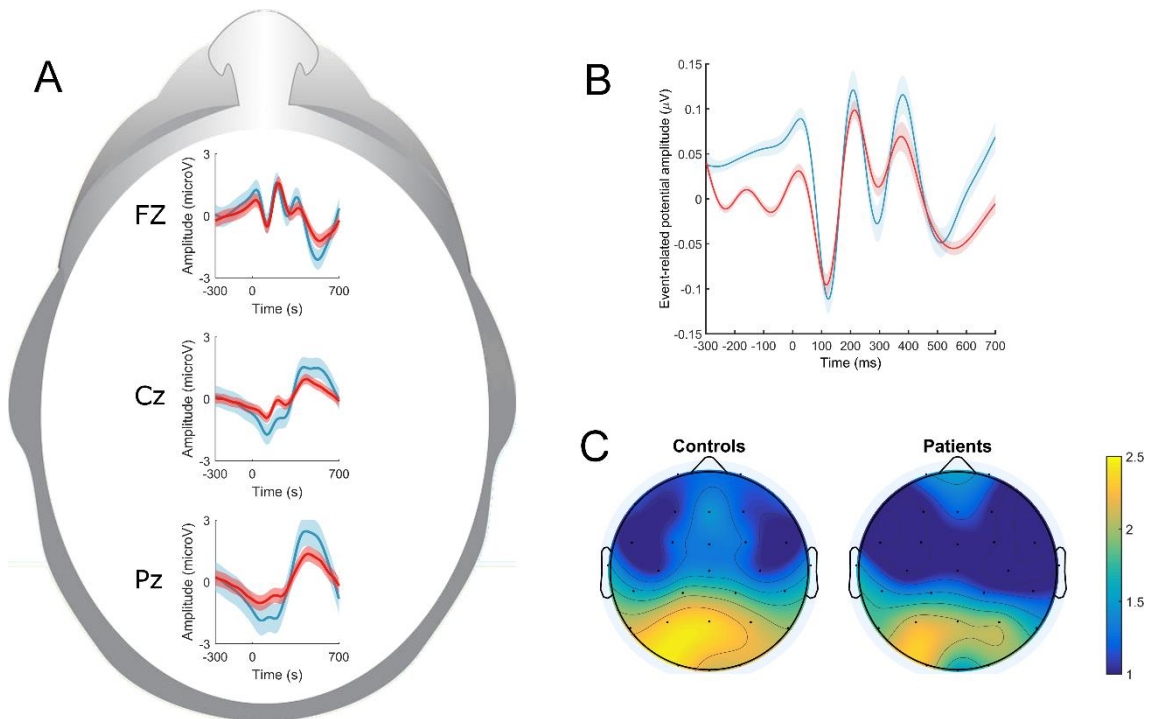 A
FZ
Amplitude (microV)
3
0
-3
-300
0
700
Time (s)
Cz
Amplitude (microV)
3
0
-3
-300
0
700
Time (s)
Pz
Amplitude (microV)
3
0
-3
-300
0
700
Time (s)
B
Event-related potential amplitude (μV)
0.15
0.1
0.05
0
-0.05
-0.1
-0.15
-300 -200 -100 0 100 200 300 400 500 600 700
Time (ms)
C
Controls
Patients
2.5
2
1.5
1